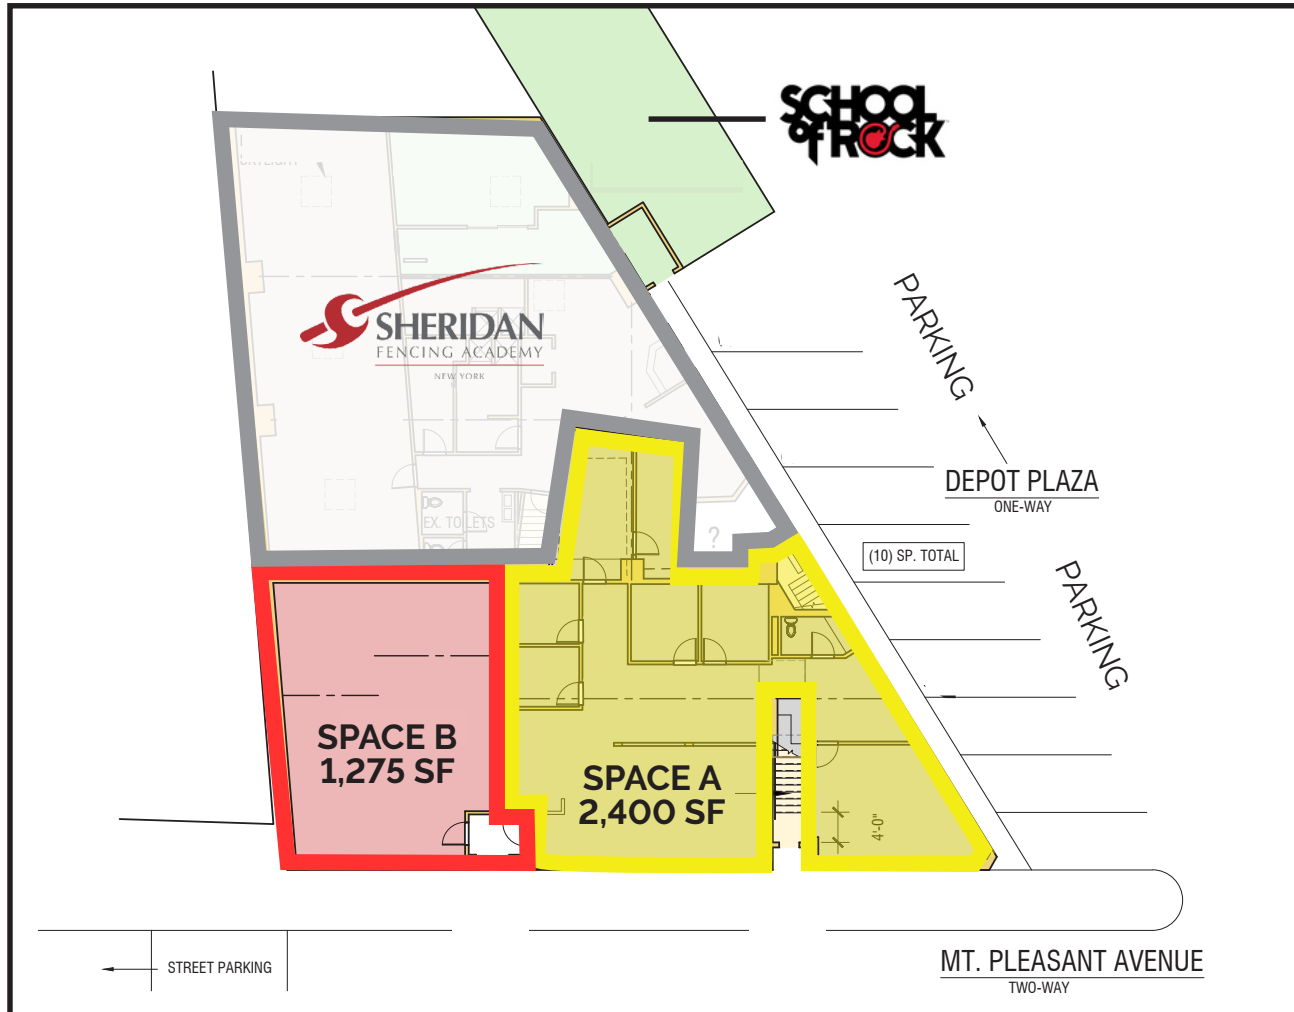 SCHOOL
of ROCK
SHERIDAN
FENCING ACADEMY
NEW YORK
PARKING
DEPOT PLAZA
ONE-WAY
EX. TOILETS
?
(10) SP. TOTAL
PARKING
SPACE B
1,275 SF
SPACE A
2,400 SF
4'-0"
STREET PARKING
MT. PLEASANT AVENUE
TWO-WAY